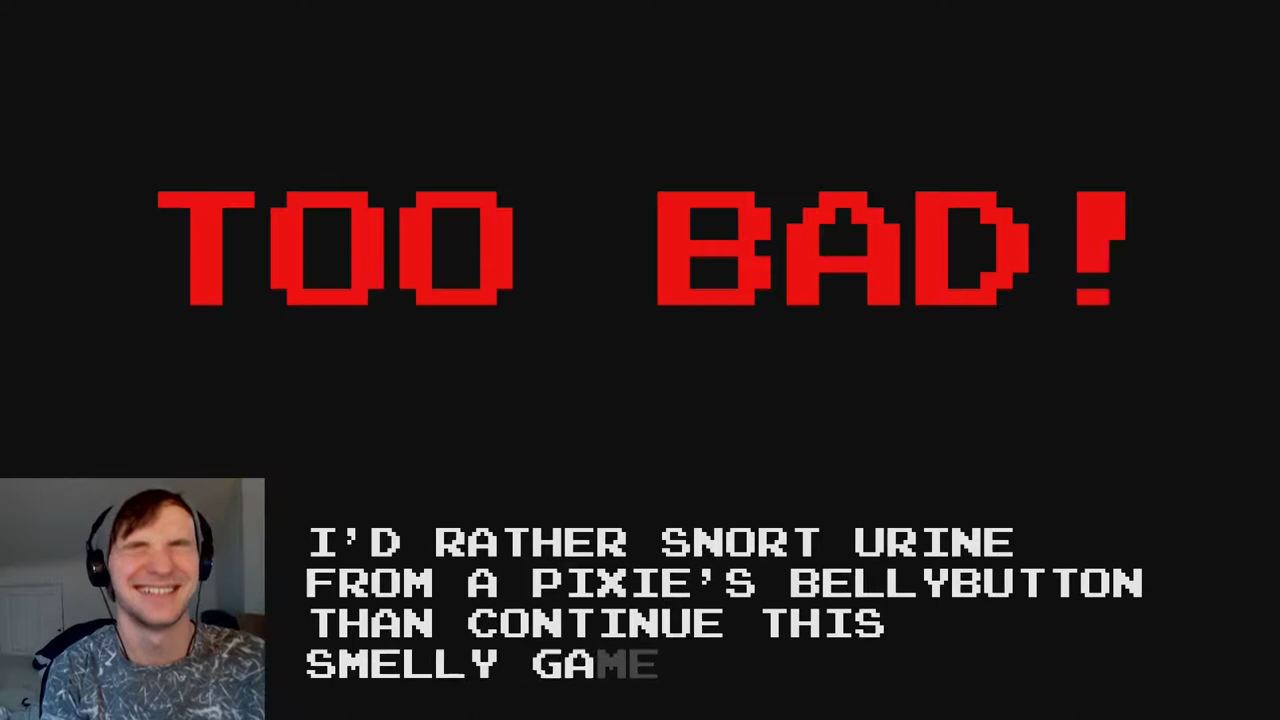 TOO BAD!
I'D RATHER SNORT URINE
FROM A PIXIE'S BELLYBUTTON
THAN CONTINUE THIS
SMELLY GAME